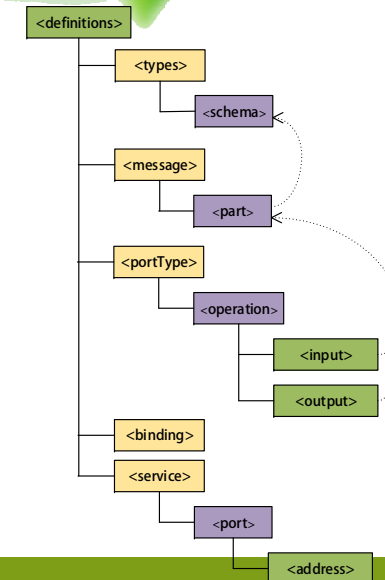 <definitions>
<types>
<schema>
<message>
<part>
<portType>
<operation>
<input>
<output>
<binding>
<service>
<port>
<address>